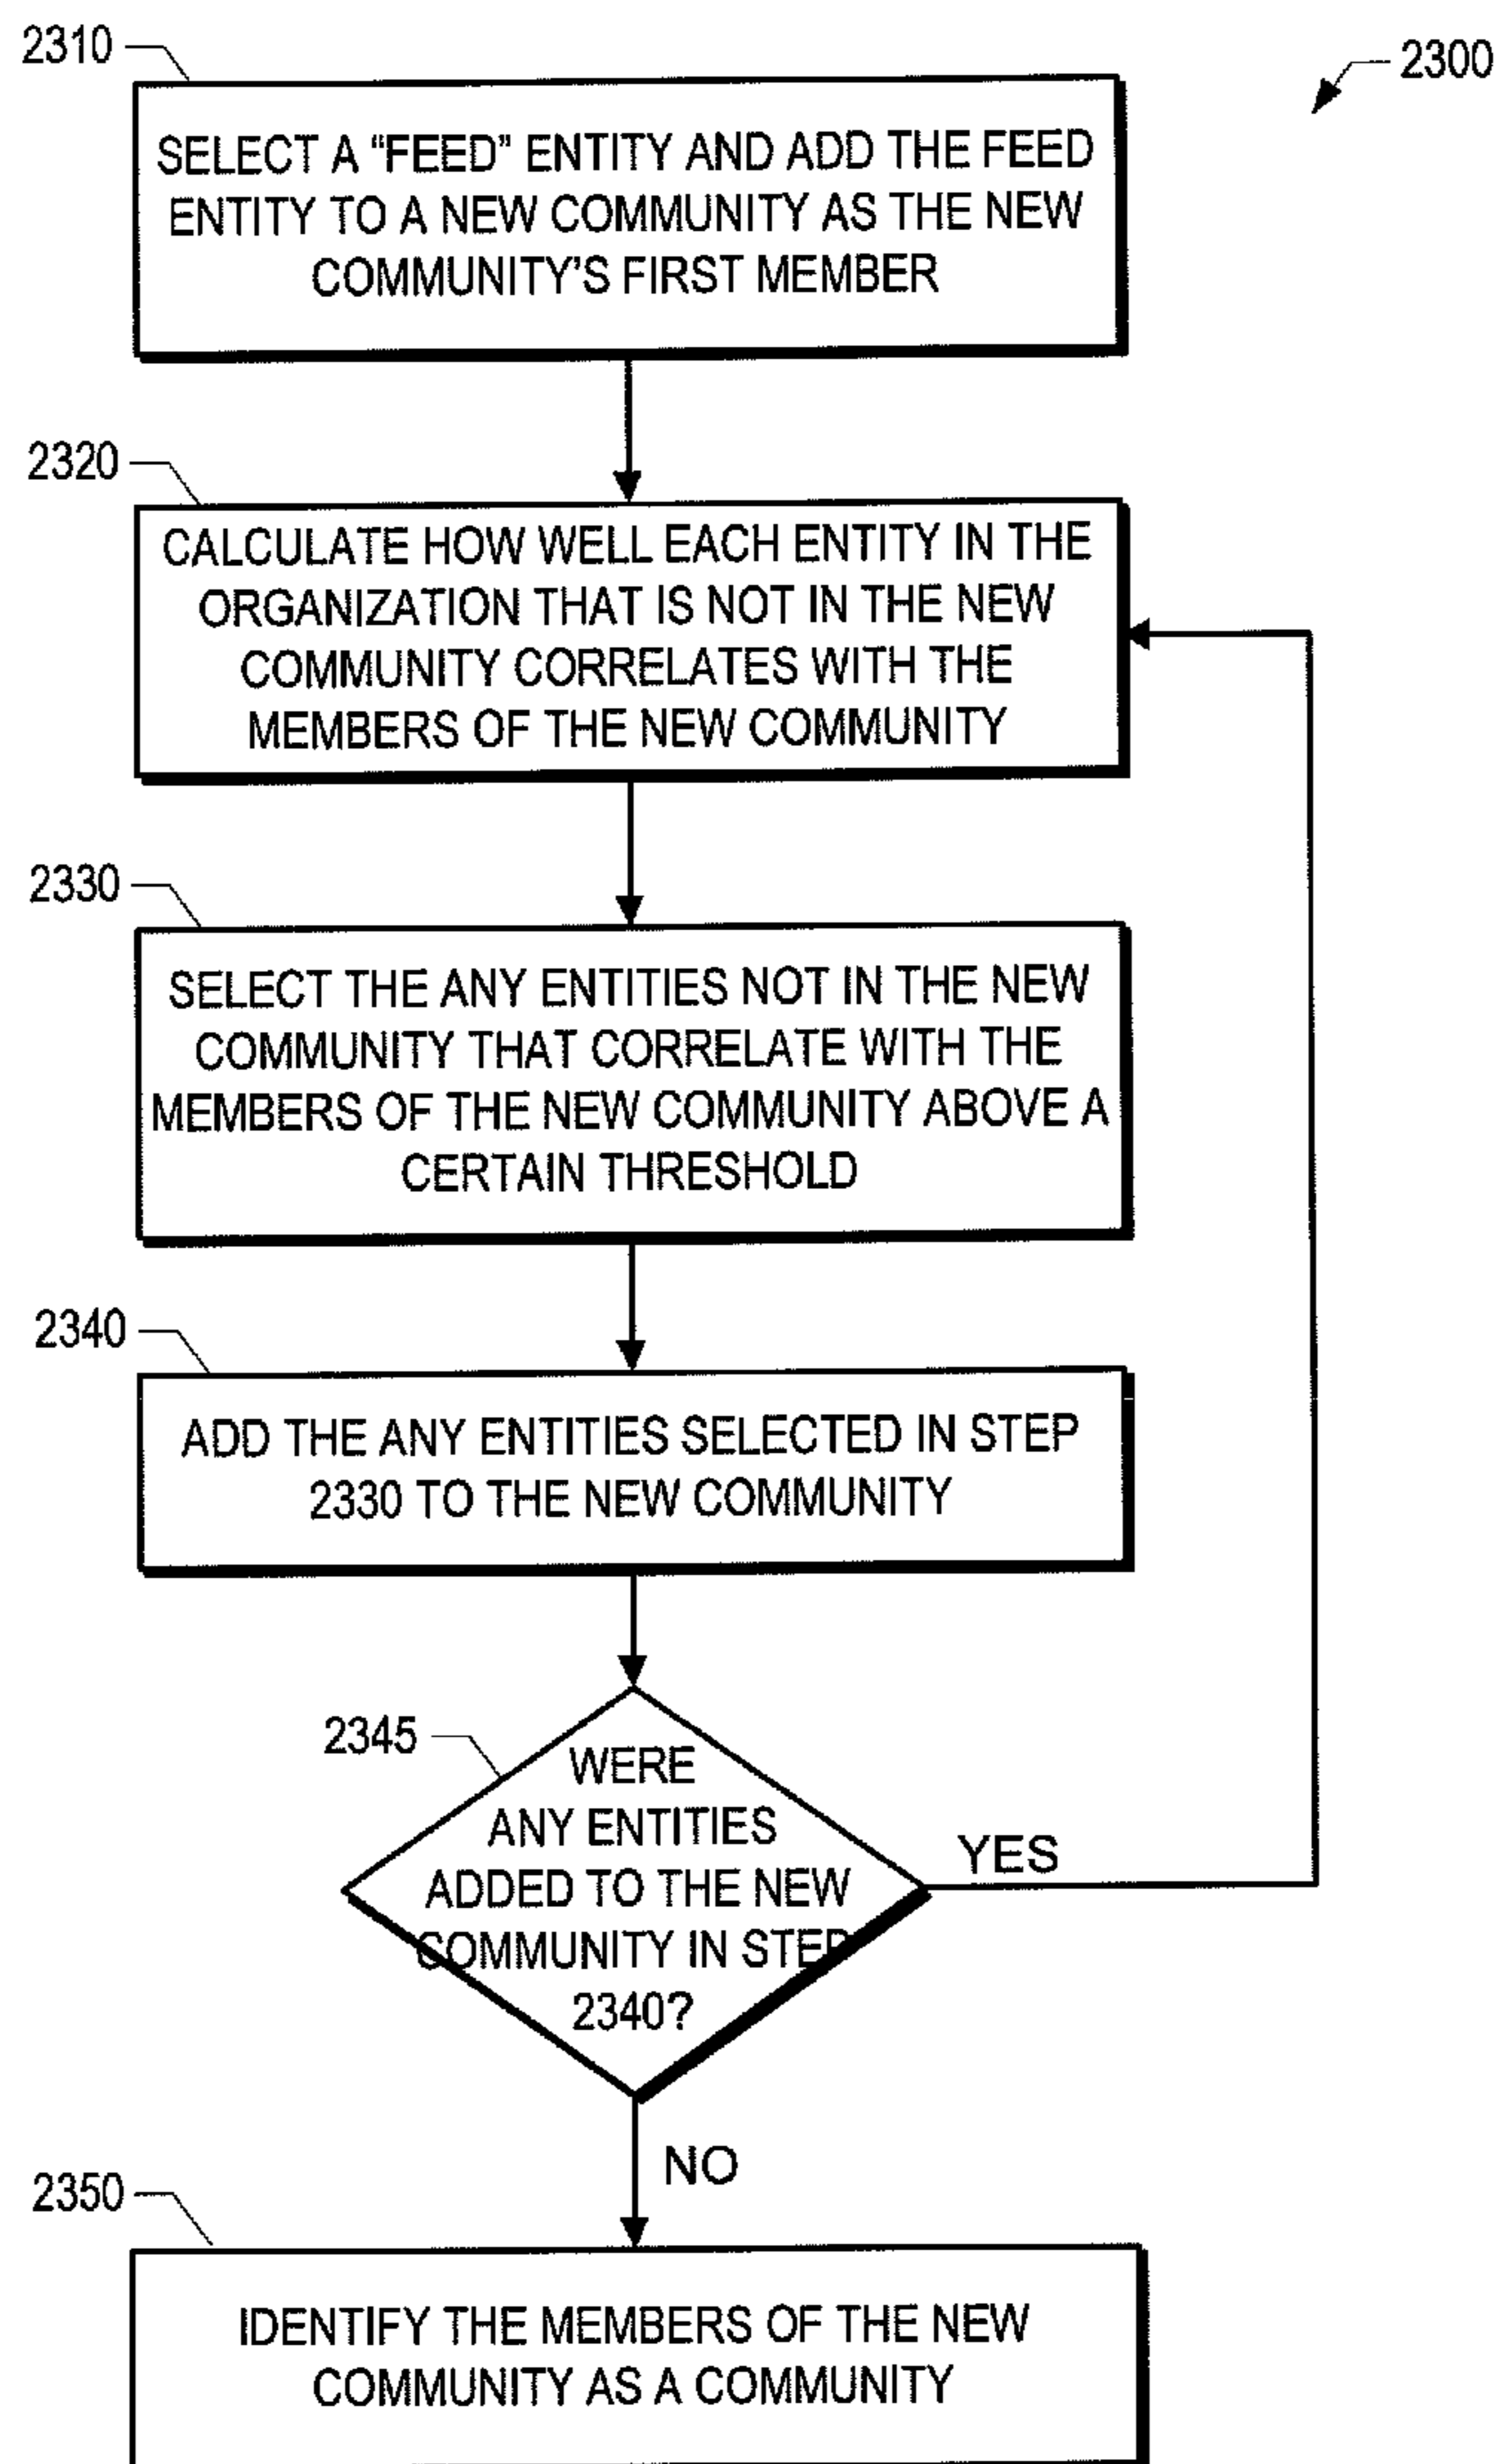 2310
2300
SELECT A “FEED” ENTITY AND ADD THE FEED
ENTITY TO A NEW COMMUNITY AS THE NEW
COMMUNITY’S FIRST MEMBER
2320
CALCULATE HOW WELL EACH ENTITY IN THE
ORGANIZATION THAT IS NOT IN THE NEW
COMMUNITY CORRELATES WITH THE
MEMBERS OF THE NEW COMMUNITY
2330
SELECT THE ANY ENTITIES NOT IN THE NEW
COMMUNITY THAT CORRELATE WITH THE
MEMBERS OF THE NEW COMMUNITY ABOVE A
CERTAIN THRESHOLD
2340
ADD THE ANY ENTITIES SELECTED IN STEP
2330 TO THE NEW COMMUNITY
2345
WERE
ANY ENTITIES
ADDED TO THE NEW
COMMUNITY IN STEP
2340?
YES
NO
2350
IDENTIFY THE MEMBERS OF THE NEW
COMMUNITY AS A COMMUNITY